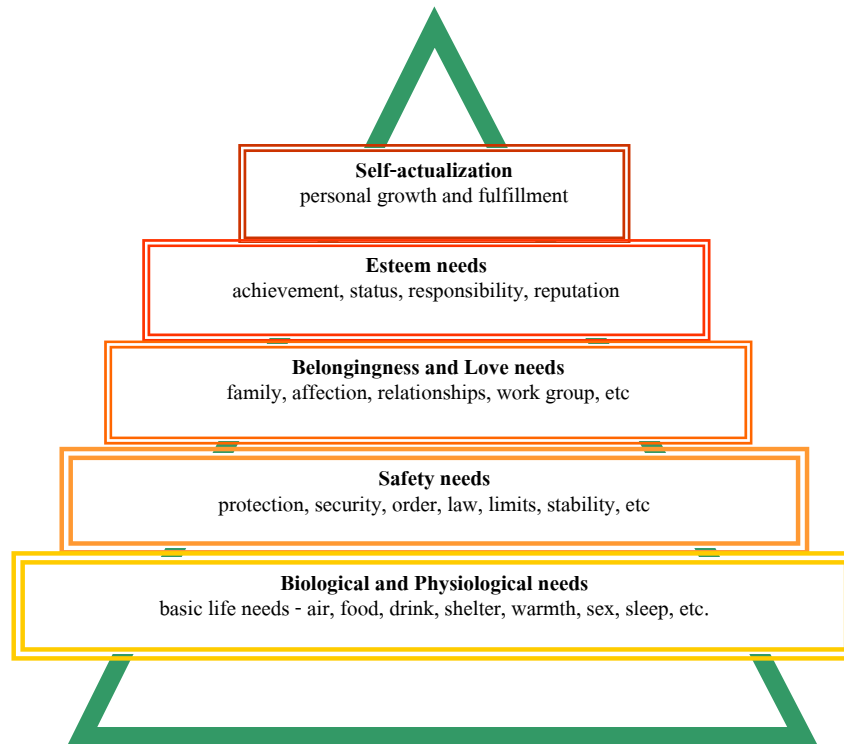 Self-actualization
personal growth and fulfillment
Esteem needs
achievement, status, responsibility, reputation
Belongingness and Love needs
family, affection, relationships, work group, etc
Safety needs
protection, security, order, law, limits, stability, etc
Biological and Physiological needs
basic life needs - air, food, drink, shelter, warmth, sex, sleep, etc.